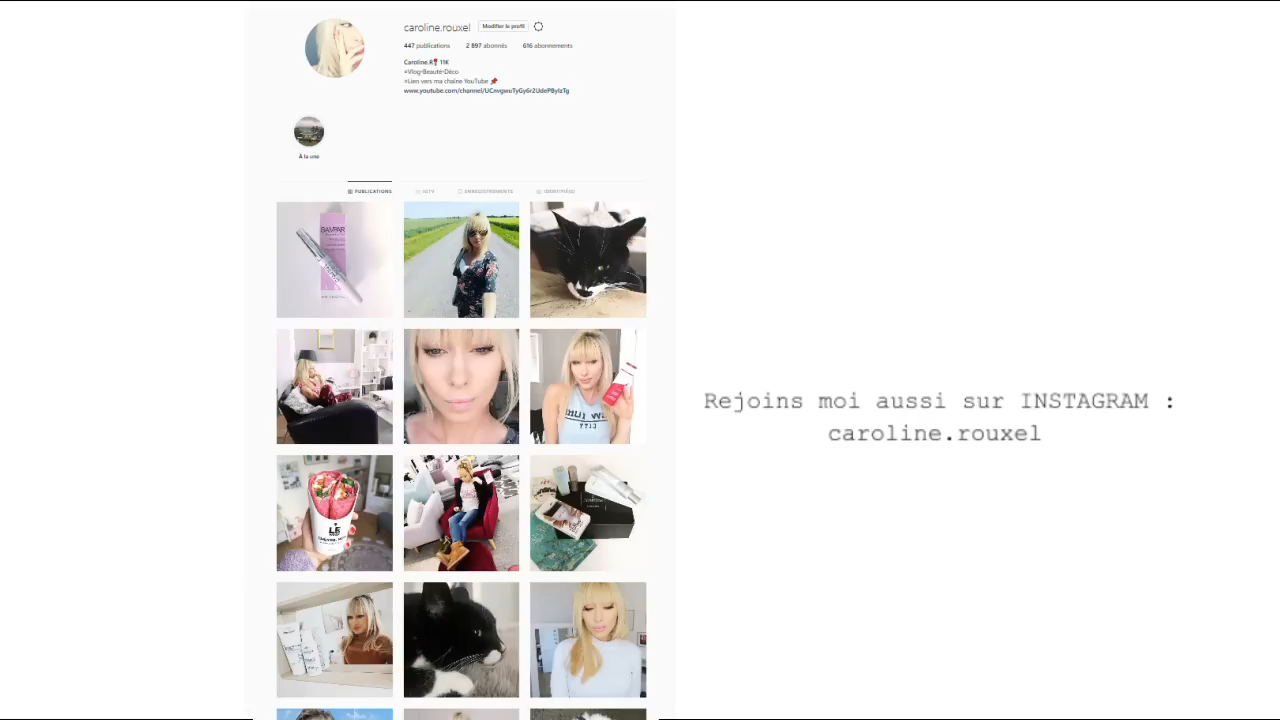 caroline.rouxel Modifier le profil
447 publications 2 897 abonnés 616 abonnements
Caroline.R 11K
Vlog•Beauté•Déco
Lien vers ma chaîne YouTube
www.youtube.com/channel/
À la une
PUBLICATIONS IGTV ENREGISTREMENTS IDENTIFIÉ(E)
LE
Rejoins moi aussi sur INSTAGRAM :
caroline.rouxel